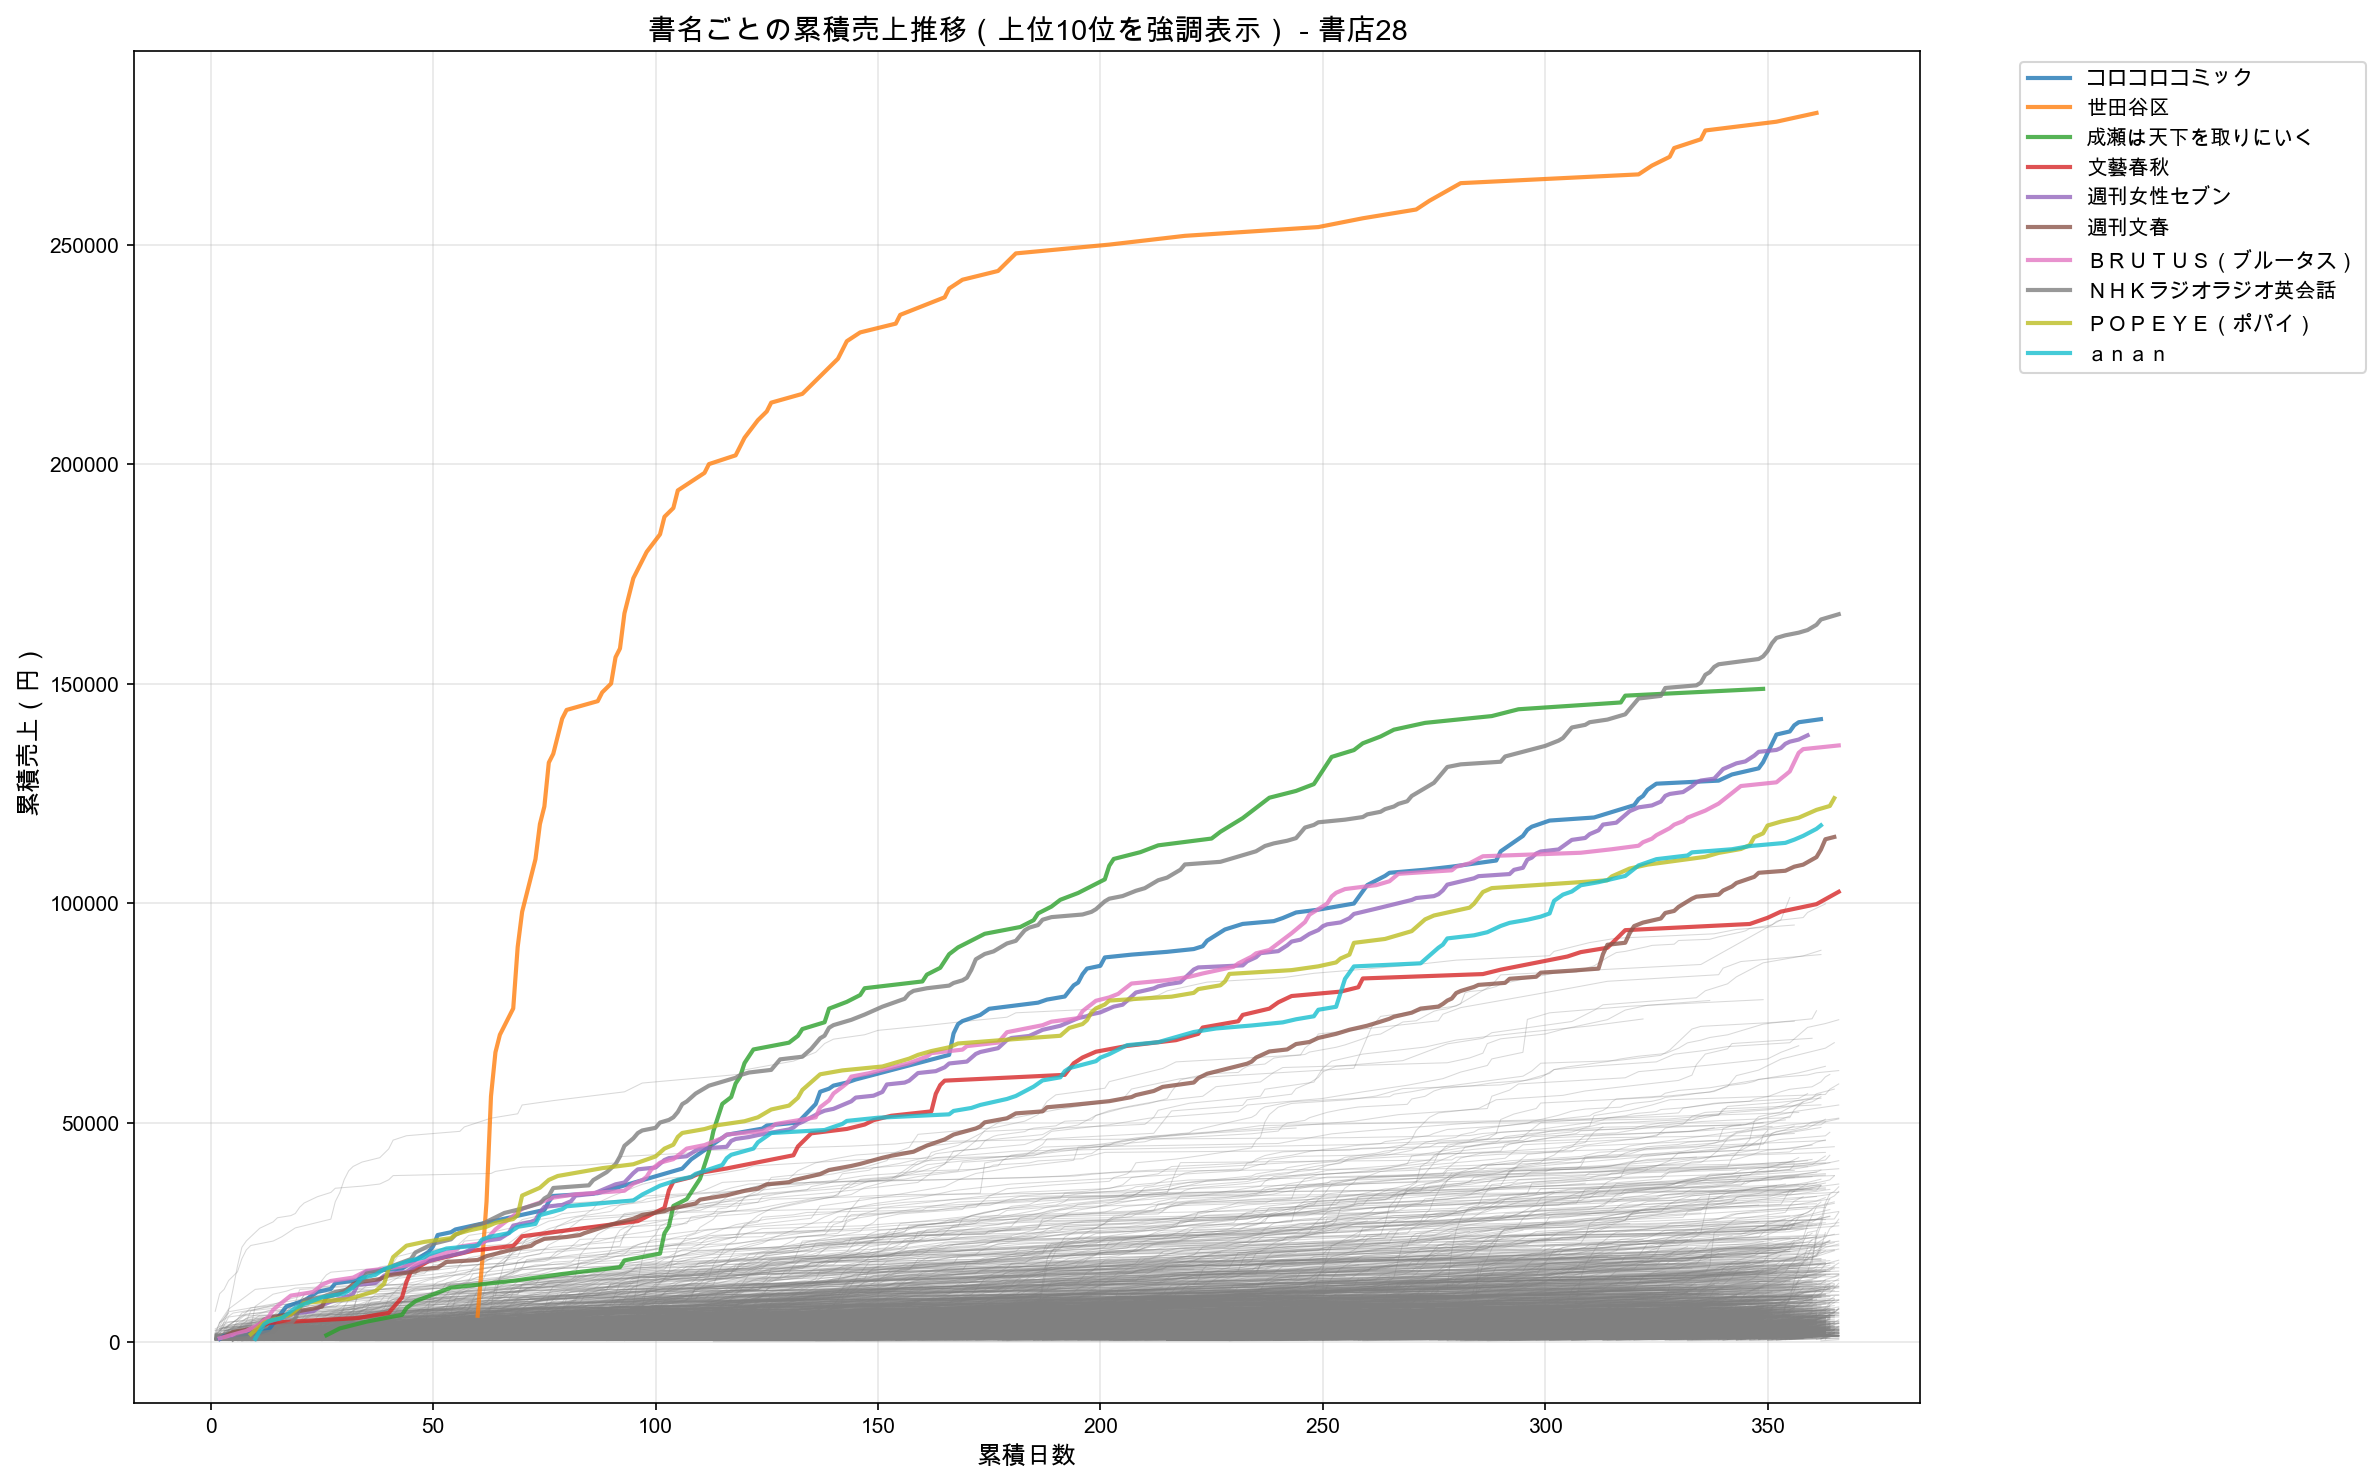 書名ごとの累積売上推移（上位10位を強調表示） - 書店28
コロコロコミック
世田谷区
成瀬は天下を取りにいく
文藝春秋
週刊女性セブン
週刊文春
ＢＲＵＴＵＳ（ブルータス）
ＮＨＫラジオラジオ英会話
ＰＯＰＥＹＥ（ポパイ）
ａｎａｎ
累積売上（円）
250000
200000
150000
100000
50000
0
0 50 100 150 200 250 300 350
累積日数